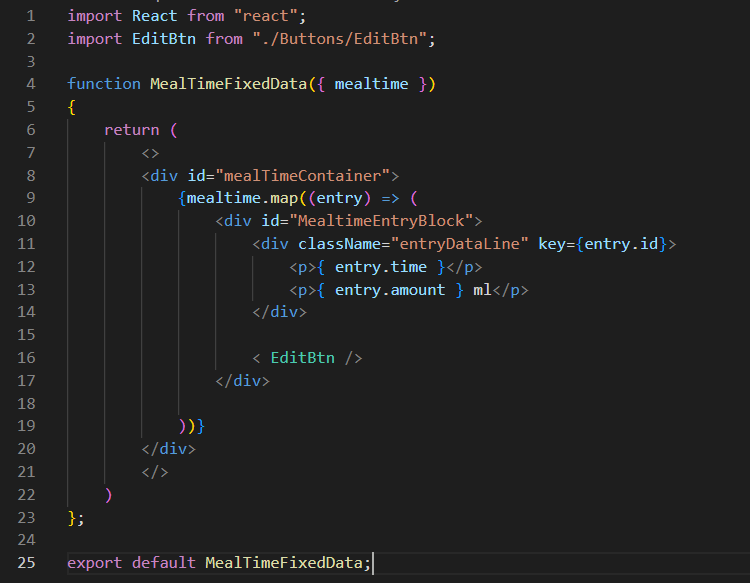 1 import React from "react";
2 import EditBtn from "./Buttons/EditBtn";
3
4 function MealTimeFixedData({ mealtime })
5 {
6     return (
7         <>
8         <div id="mealTimeContainer">
9             {mealtime.map((entry) => (
10                 <div id="MealtimeEntryBlock">
11                     <div className="entryDataLine" key={entry.id}>
12                         <p>{ entry.time }</p>
13                         <p>{ entry.amount } ml</p>
14                     </div>
15
16                     < EditBtn />
17                 </div>
18
19             ))}
20         </div>
21         </>
22     )
23 };
24
25 export default MealTimeFixedData;